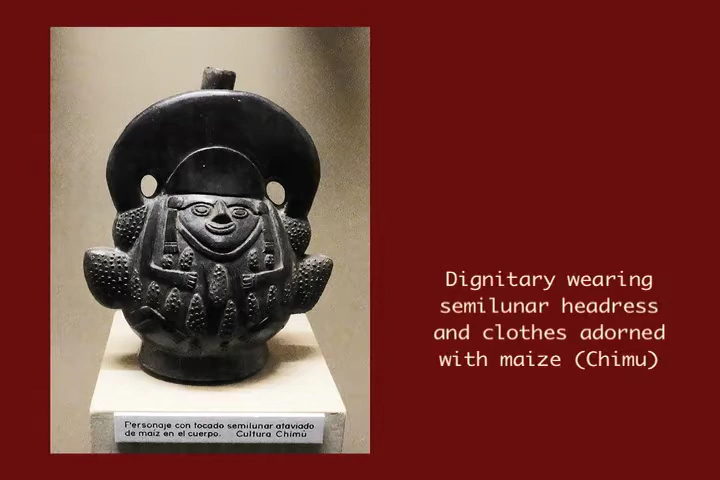 Dignitary wearing
semilunar headress
and clothes adorned
with maize (Chimu)
Personaje con tocado semilunar ataviado
de maíz en el cuerpo. Cultura Chimú